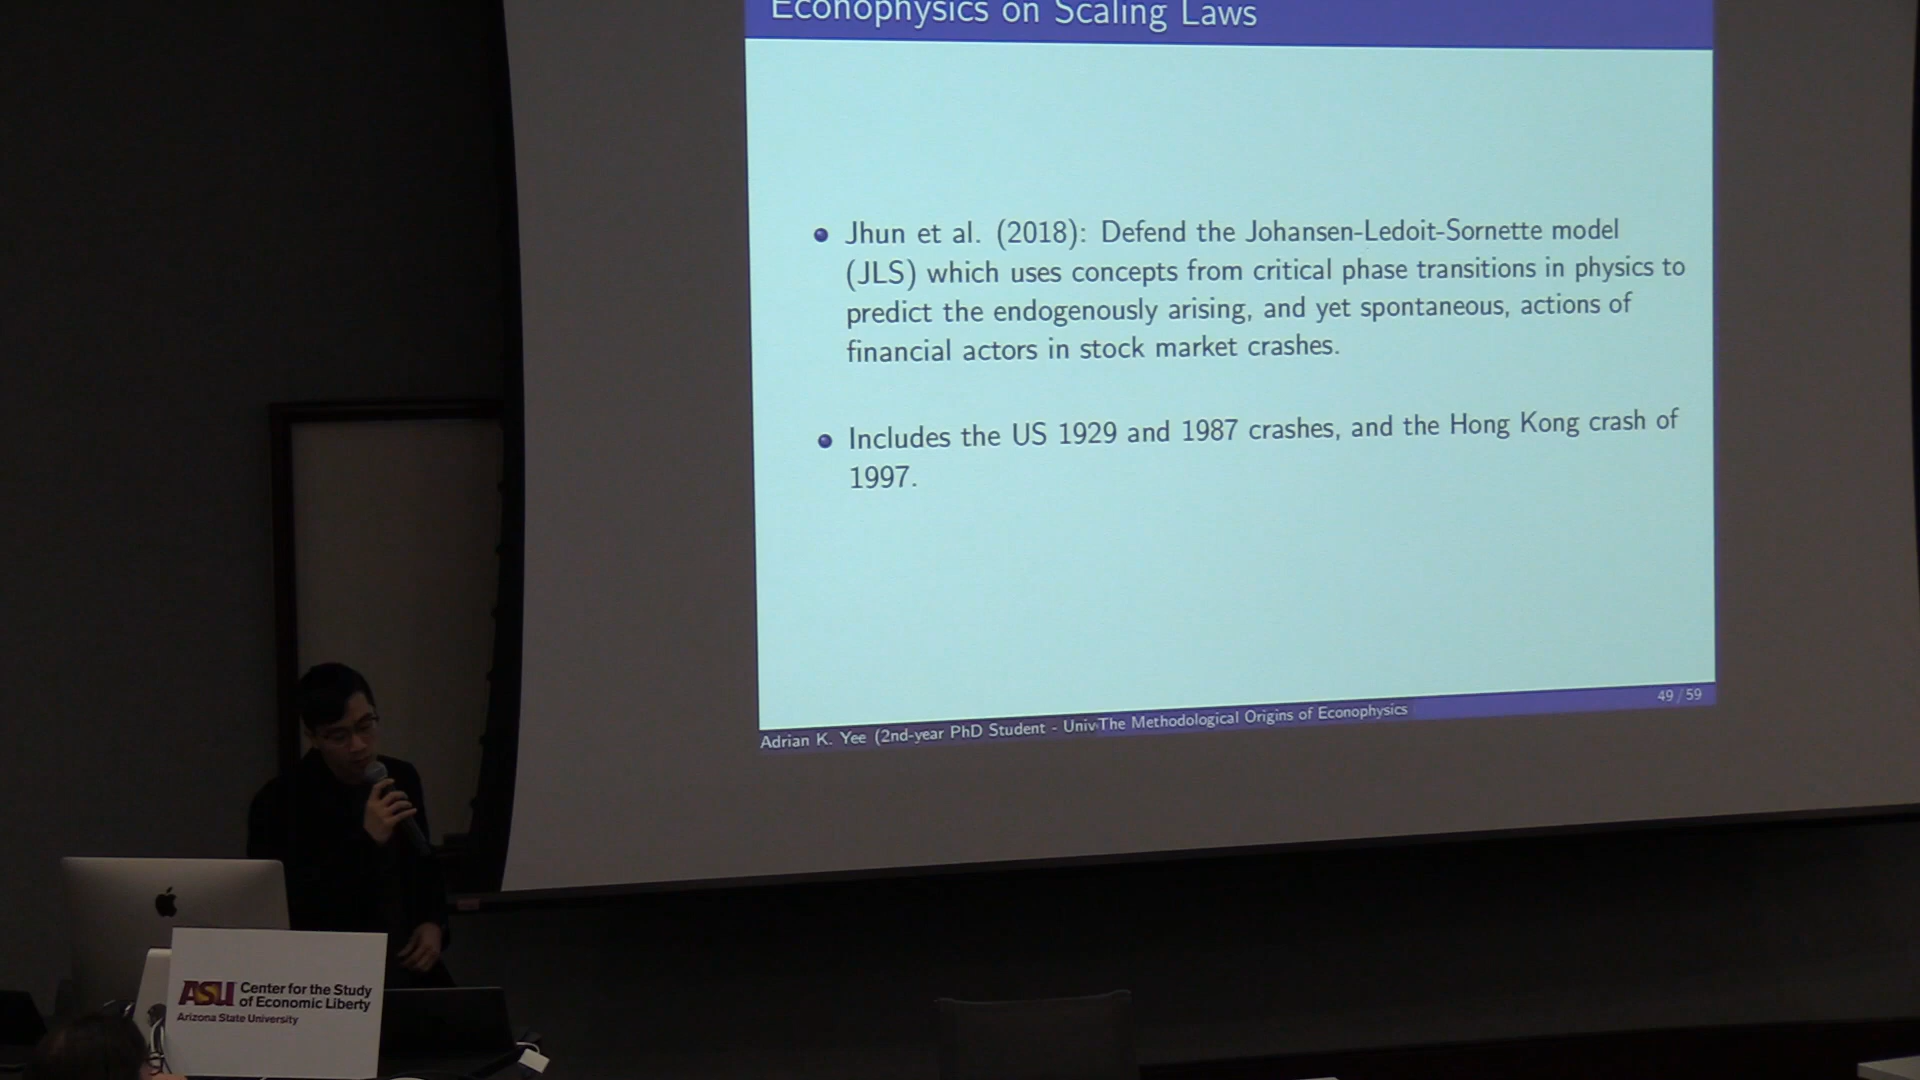 Econophysics on Scaling Laws
Jhun et al. (2018): Defend the Johansen-Ledoit-Sornette model
(JLS) which uses concepts from critical phase transitions in physics to
predict the endogenously arising, and yet spontaneous, actions of
financial actors in stock market crashes.
Includes the US 1929 and 1987 crashes, and the Hong Kong crash of
1997.
49 / 59
Adrian K. Yee (2nd-year PhD Student - Univ The Methodological Origins of Econophysics
ASU Center for the Study
of Economic Liberty
Arizona State University